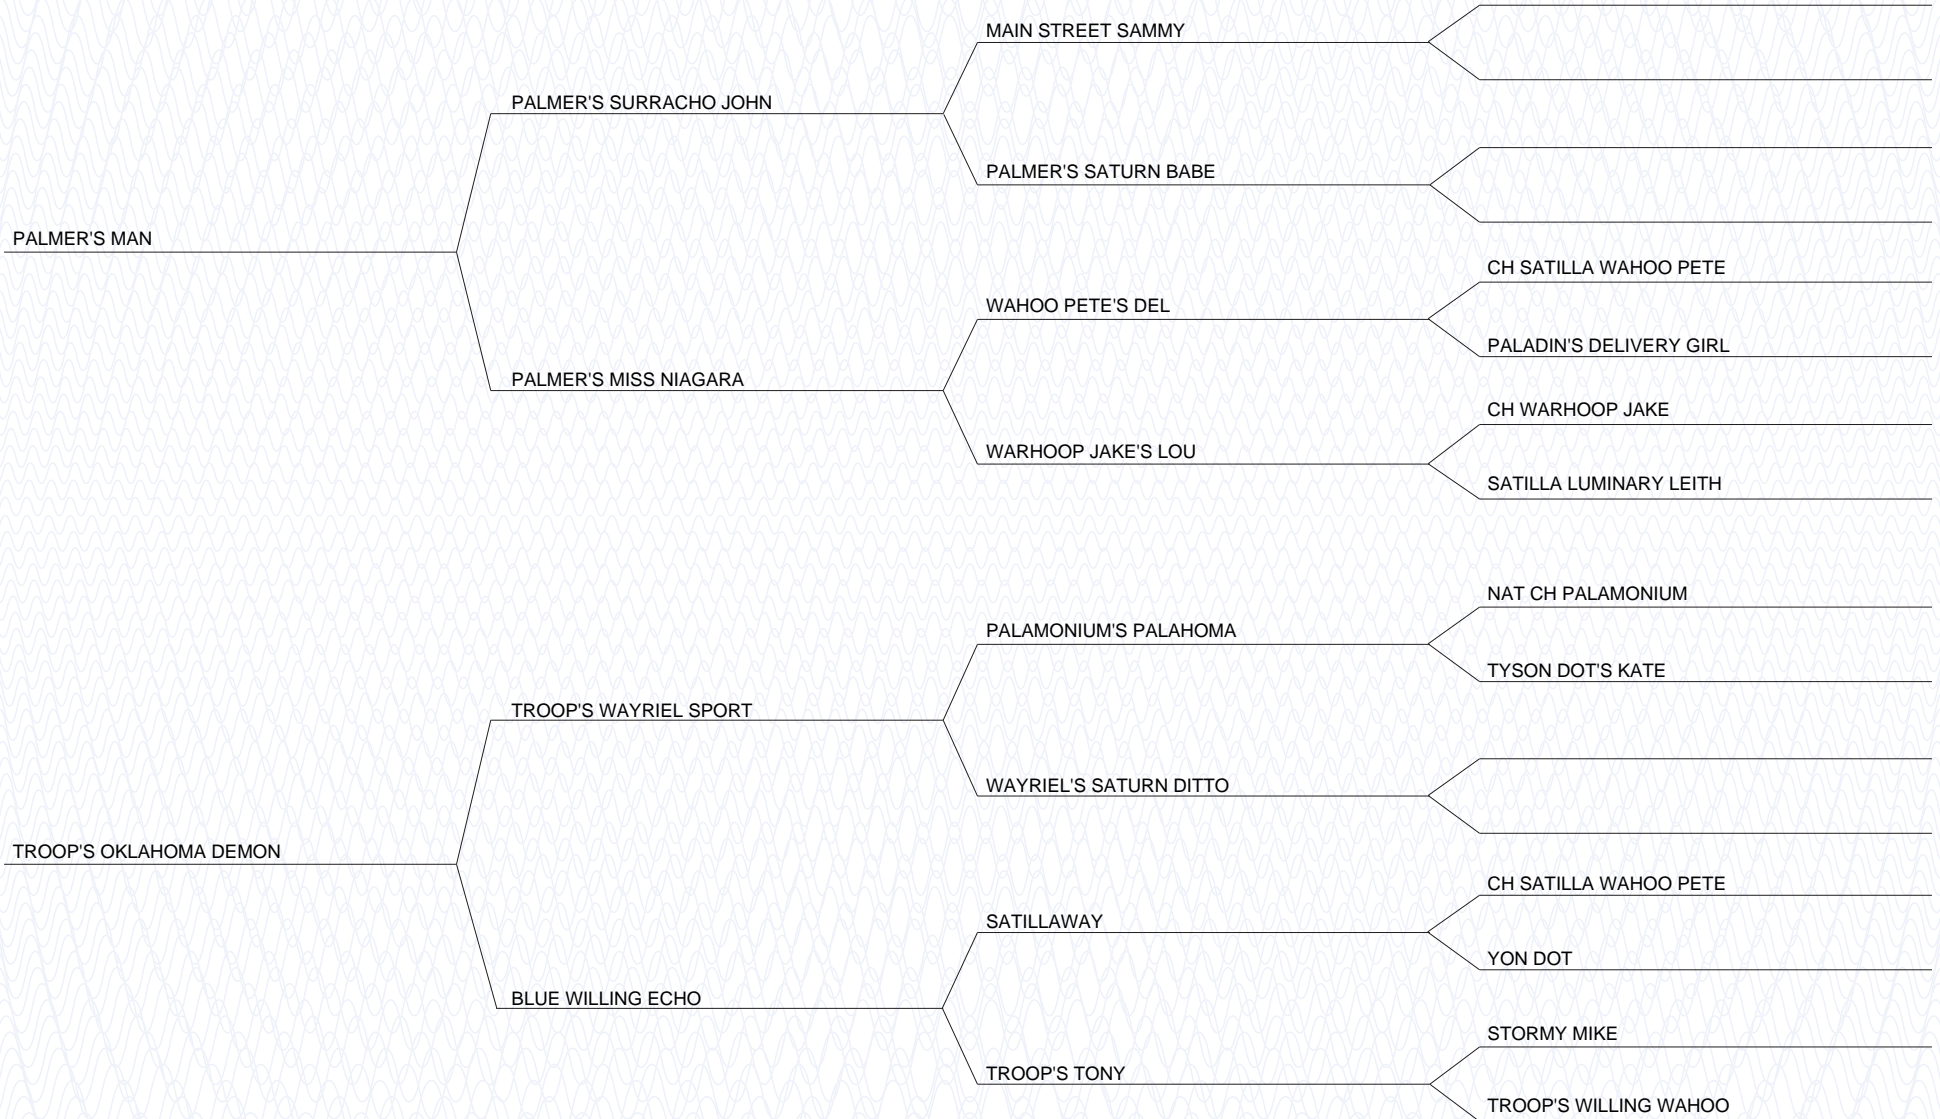 MAIN STREET SAMMY
PALMER'S SURRACHO JOHN
PALMER'S SATURN BABE
PALMER'S MAN
CH SATILLA WAHOO PETE
WAHOO PETE'S DEL
PALADIN'S DELIVERY GIRL
PALMER'S MISS NIAGARA
CH WARHOOP JAKE
WARHOOP JAKE'S LOU
SATILLA LUMINARY LEITH
NAT CH PALAMONIUM
PALAMONIUM'S PALAHOMA
TYSON DOT'S KATE
TROOP'S WAYRIEL SPORT
WAYRIEL'S SATURN DITTO
TROOP'S OKLAHOMA DEMON
CH SATILLA WAHOO PETE
SATILLAWAY
YON DOT
BLUE WILLING ECHO
STORMY MIKE
TROOP'S TONY
TROOP'S WILLING WAHOO